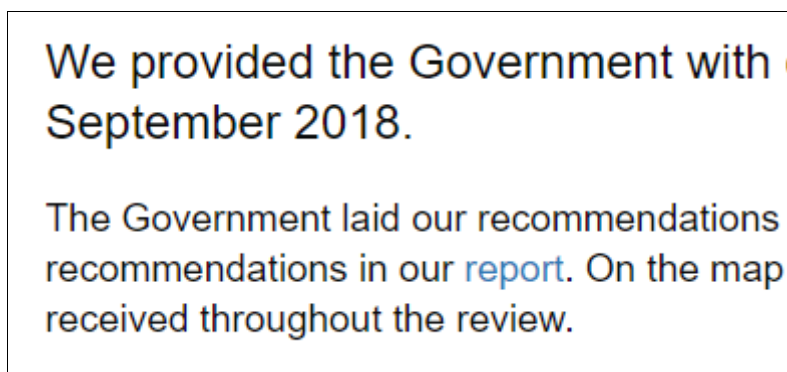 We provided the Government with
September 2018.
The Government laid our recommendations
recommendations in our report. On the map
received throughout the review.